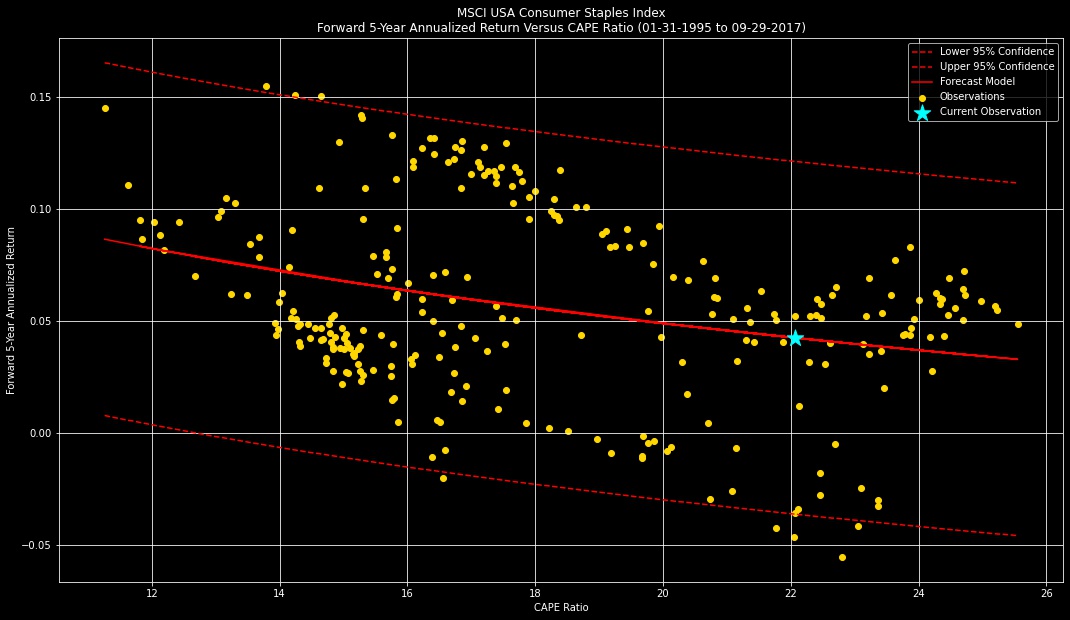 MSCI USA Consumer Staples Index
Forward 5-Year Annualized Return Versus CAPE Ratio (01-31-1995 to 09-29-2017)
Lower 95% Confidence
Upper 95% Confidence
Forecast Model
Observations
Current Observation
Forward 5-Year Annualized Return
0.15
0.10
0.05
0.00
−0.05
12 14 16 18 20 22 24 26
CAPE Ratio